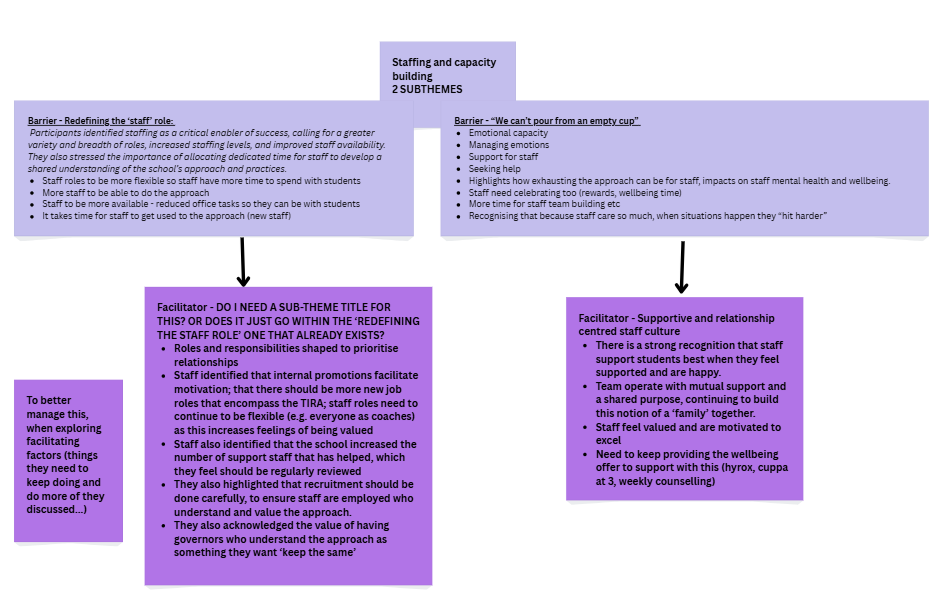 Staffing and capacity
building
2 SUBTHEMES
Barrier - Redefining the ‘staff’ role:
Participants identified staffing as a critical enabler of success, calling for a greater
variety and breadth of roles, increased staffing levels, and improved staff availability.
They also stressed the importance of allocating dedicated time for staff to develop a
shared understanding of the school’s approach and practices.
• Staff roles to be more flexible so staff have more time to spend with students
• More staff to be able to do the approach
• Staff to be more available - reduced office tasks so they can be with students
• It takes time for staff to get used to the approach (new staff)
Barrier - “We can’t pour from an empty cup”
• Emotional capacity
• Managing emotions
• Support for staff
• Seeking help
• Highlights how exhausting the approach can be for staff, impacts on staff mental health and wellbeing.
• Staff need celebrating too (rewards, wellbeing time)
• More time for staff team building etc
• Recognising that because staff care so much, when situations happen they “hit harder”
To better
manage this,
when exploring
facilitating
factors (things
they need to
keep doing and
do more of they
discussed...)
Facilitator - DO I NEED A SUB-THEME TITLE FOR
THIS? OR DOES IT JUST GO WITHIN THE ‘REDEFINING
THE STAFF ROLE’ ONE THAT ALREADY EXISTS?
• Roles and responsibilities shaped to prioritise
relationships
• Staff identified that internal promotions facilitate
motivation; that there should be more new job
roles that encompass the TIRA; staff roles need to
continue to be flexible (e.g. everyone as coaches)
as this increases feelings of being valued
• Staff also identified that the school increased the
number of support staff that has helped, which
they feel should be regularly reviewed
• They also highlighted that recruitment should be
done carefully, to ensure staff are employed who
understand and value the approach.
• They also acknowledged the value of having
governors who understand the approach as
something they want ‘keep the same’
Facilitator - Supportive and relationship
centred staff culture
• There is a strong recognition that staff
support students best when they feel
supported and are happy.
• Team operate with mutual support and
a shared purpose, continuing to build
this notion of a ‘family’ together.
• Staff feel valued and are motivated to
excel
• Need to keep providing the wellbeing
offer to support with this (hyrox, cuppa
at 3, weekly counselling)